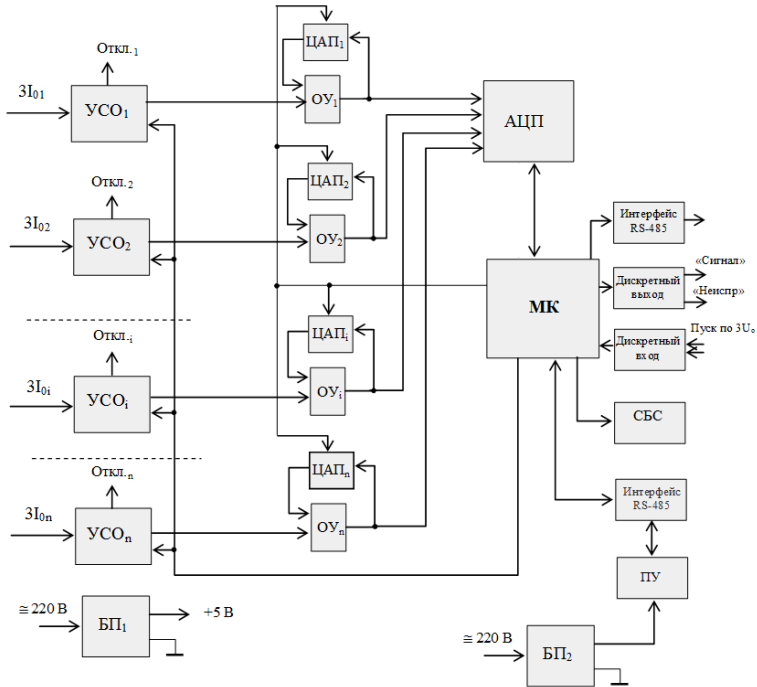 Откл.1
3I01
УСО1
ЦАП1
ОУ1
АЦП
Откл.2
3I02
УСО2
ЦАП2
ОУ2
Интерфейс
RS-485
МК
Дискретный
выход
«Сигнал»
«Неиспр»
Пуск по 3U0
Дискретный
вход
Откл.i
3I0i
УСОi
ЦАПi
ОУi
СБС
Откл.n
3I0n
УСОn
ЦАПn
ОУn
Интерфейс
RS-485
ПУ
≅220 В
БП1
+5 В
≅220 В
БП2